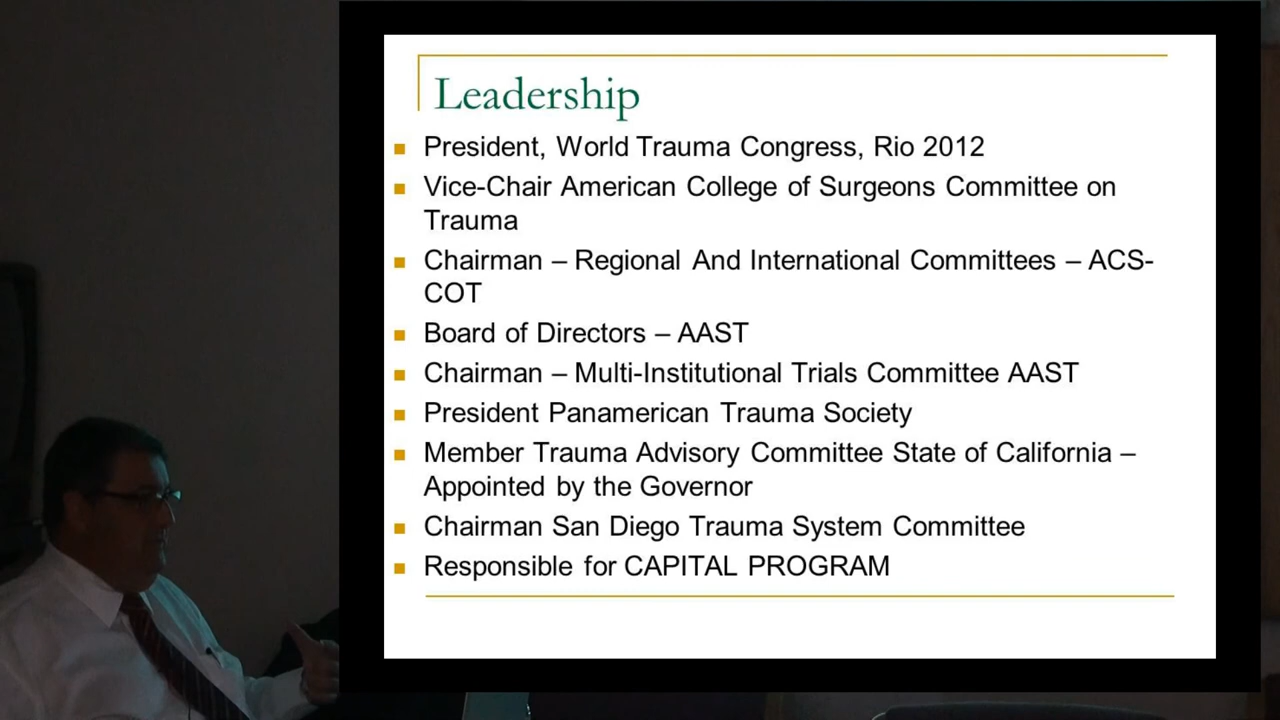 Leadership
President, World Trauma Congress, Rio 2012
Vice-Chair American College of Surgeons Committee on
Trauma
Chairman – Regional And International Committees – ACS-
COT
Board of Directors – AAST
Chairman – Multi-Institutional Trials Committee AAST
President Panamerican Trauma Society
Member Trauma Advisory Committee State of California –
Appointed by the Governor
Chairman San Diego Trauma System Committee
Responsible for CAPITAL PROGRAM